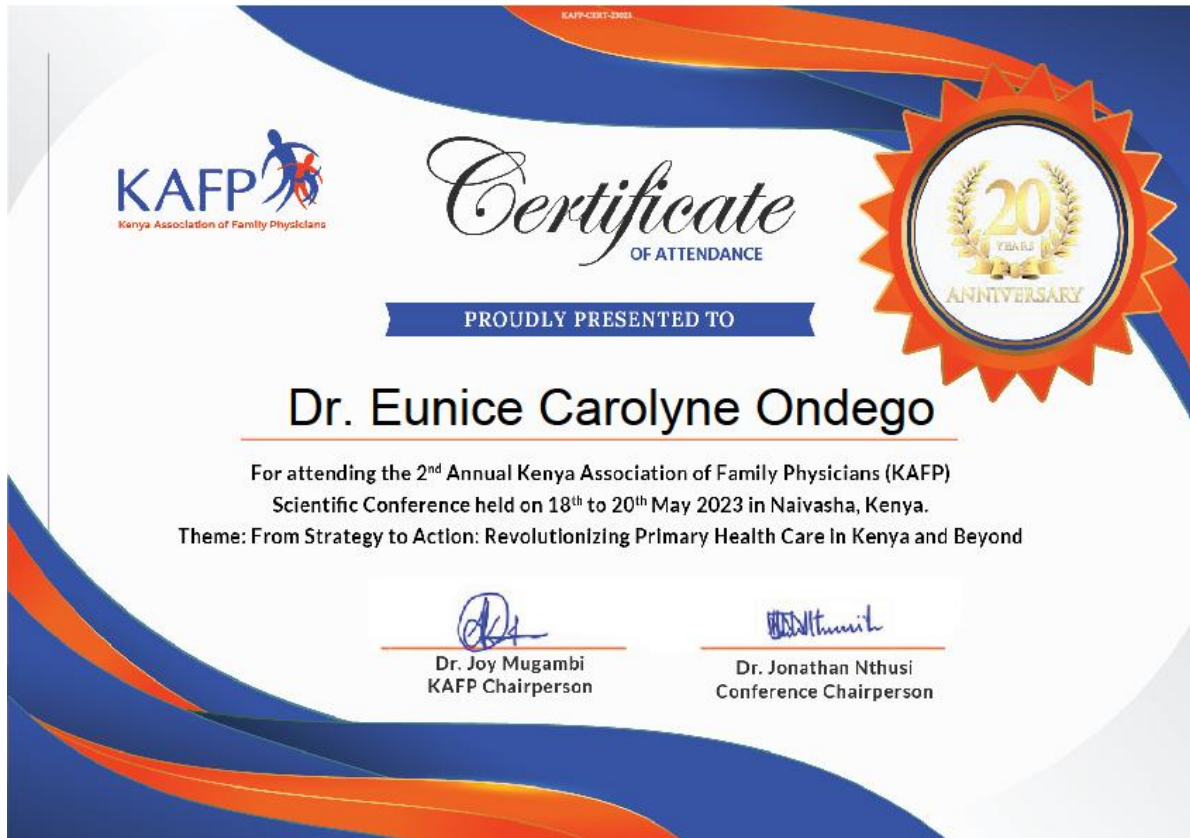 KAFP-CERT-23023
KAFP
Kenya Association of Family Physicians
Certificate
OF ATTENDANCE
20
YEARS
ANNIVERSARY
PROUDLY PRESENTED TO
Dr. Eunice Carolyne Ondego
For attending the 2nd Annual Kenya Association of Family Physicians (KAFP)
Scientific Conference held on 18th to 20th May 2023 in Naivasha, Kenya.
Theme: From Strategy to Action: Revolutionizing Primary Health Care in Kenya and Beyond
Dr. Joy Mugambi
KAFP Chairperson
Dr. Jonathan Nthusi
Conference Chairperson